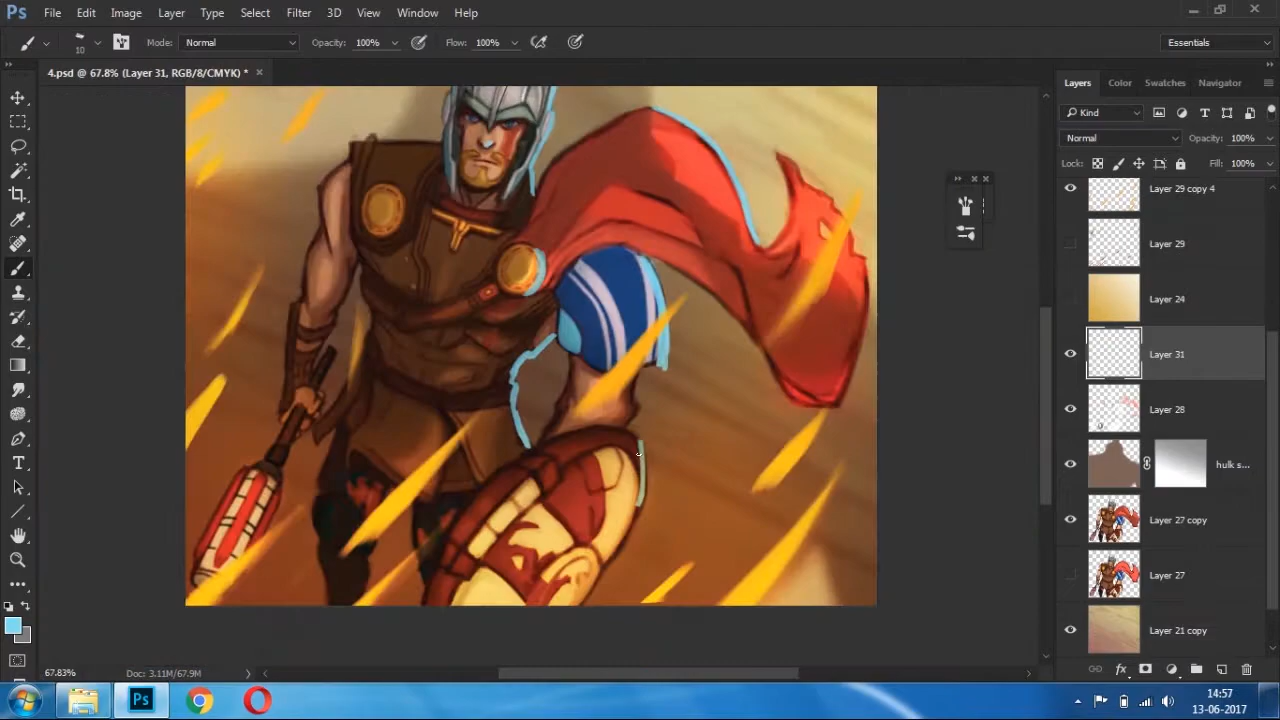 Ps File Edit Image Layer Type Select Filter 3D View Window Help
10 Mode: Normal Opacity: 100% Flow: 100% Essentials
4.psd @ 67.8% (Layer 31, RGB/8/CMYK) * ×
Layers Color Swatches Navigator
Kind
Normal Opacity: 100%
Lock: Fill: 100%
Layer 29 copy 4
Layer 29
Layer 24
Layer 31
Layer 28
hulk s...
Layer 27 copy
Layer 27
Layer 21 copy
67.83% Doc: 3.11M/67.9M
fx
Ps 14:57
13-06-2017